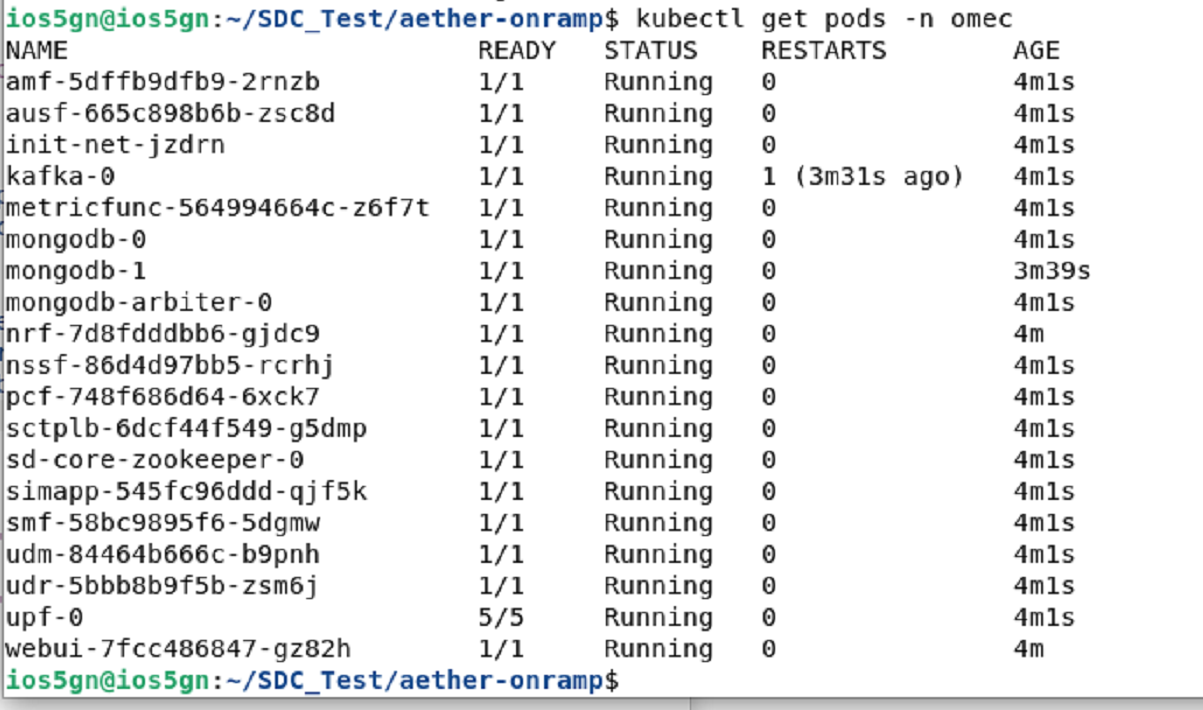 ios5gn@ios5gn:~/SDC_Test/aether-onramp$ kubectl get pods -n omec
NAME READY STATUS RESTARTS AGE
amf-5dffb9dfb9-2rnzb 1/1 Running 0 4m1s
ausf-665c898b6b-zsc8d 1/1 Running 0 4m1s
init-net-jzdrn 1/1 Running 0 4m1s
kafka-0 1/1 Running 1 (3m31s ago) 4m1s
metricfunc-564994664c-z6f7t 1/1 Running 0 4m1s
mongodb-0 1/1 Running 0 4m1s
mongodb-1 1/1 Running 0 3m39s
mongodb-arbiter-0 1/1 Running 0 4m1s
nrf-7d8fdddbb6-gjdc9 1/1 Running 0 4m
nssf-86d4d97bb5-rcrhj 1/1 Running 0 4m1s
pcf-748f686d64-6xck7 1/1 Running 0 4m1s
sctplb-6dcf44f549-g5dmp 1/1 Running 0 4m1s
sd-core-zookeeper-0 1/1 Running 0 4m1s
simapp-545fc96ddd-qjf5k 1/1 Running 0 4m1s
smf-58bc9895f6-5dgmw 1/1 Running 0 4m1s
udm-84464b666c-b9pnh 1/1 Running 0 4m1s
udr-5bbb8b9f5b-zsm6j 1/1 Running 0 4m1s
upf-0 5/5 Running 0 4m1s
webui-7fcc486847-gz82h 1/1 Running 0 4m
ios5gn@ios5gn:~/SDC_Test/aether-onramp$